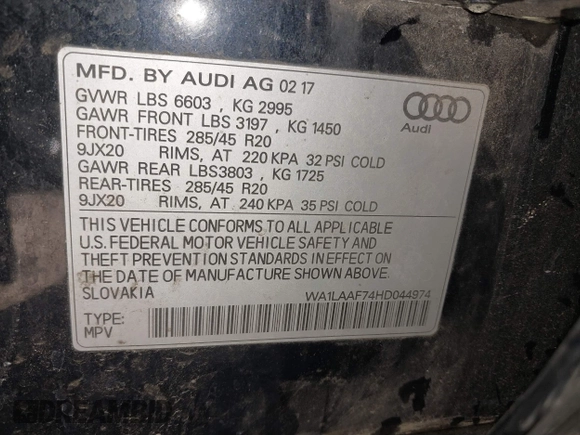 MFD. BY AUDI AG 02 17
GVWR LBS 6603 , KG 2995
GAWR FRONT LBS 3197 , KG 1450
FRONT-TIRES 285/45 R20
9JX20 RIMS, AT 220 KPA 32 PSI COLD
GAWR REAR LBS3803 , KG 1725
REAR-TIRES 285/45 R20
9JX20 RIMS, AT 240 KPA 35 PSI COLD
Audi
THIS VEHICLE CONFORMS TO ALL APPLICABLE
U.S. FEDERAL MOTOR VEHICLE SAFETY AND
THEFT PREVENTION STANDARDS IN EFFECT ON
THE DATE OF MANUFACTURE SHOWN ABOVE.
SLOVAKIA WA1LAAF74HD044974
TYPE:
MPV
DREAMBID